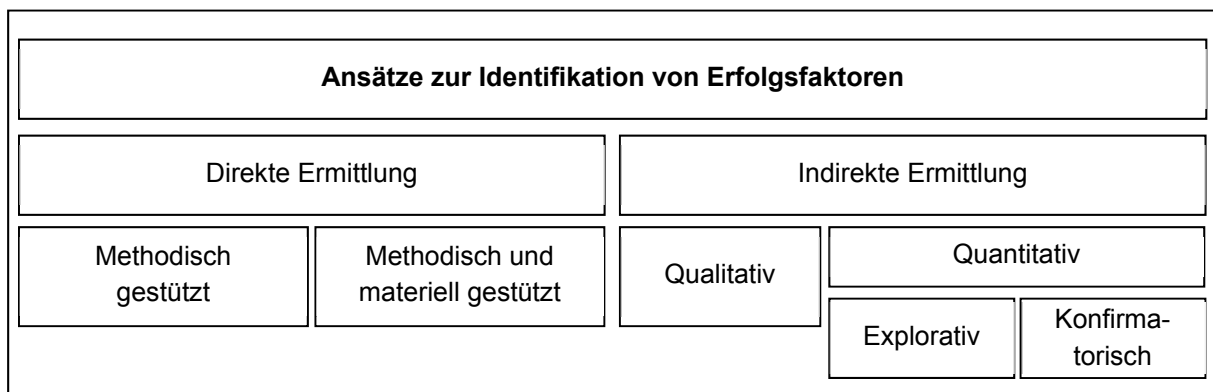 Ansätze zur Identifikation von Erfolgsfaktoren
Direkte Ermittlung
Indirekte Ermittlung
Methodisch
gestützt
Methodisch und
materiell gestützt
Qualitativ
Quantitativ
Explorativ
Konfirma-
torisch